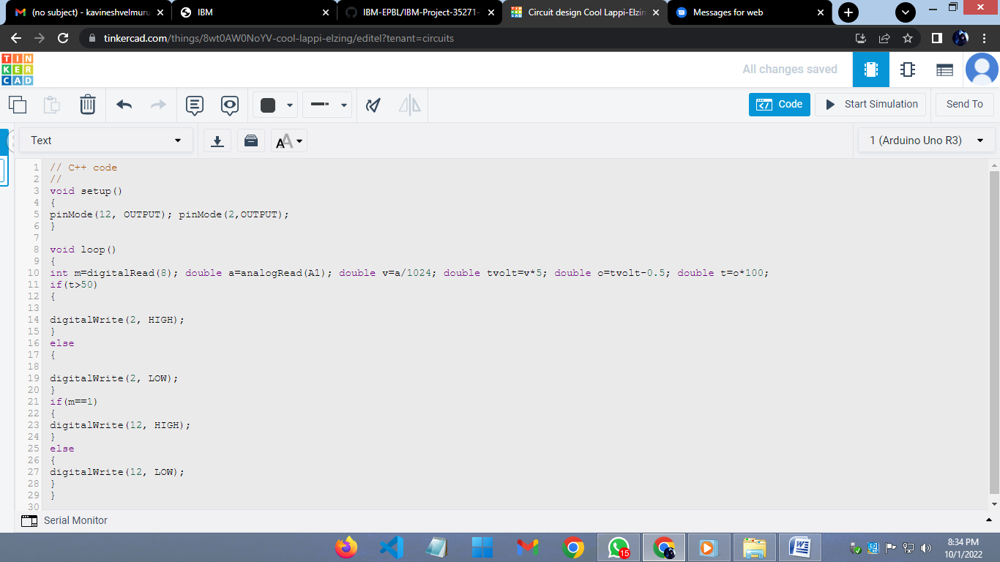 (no subject) - kavineshvelmuru
IBM
IBM-EPBL/IBM-Project-35271-
Circuit design Cool Lappi-Elzin
Messages for web
tinkercad.com/things/8wt0AW0NoYV-cool-lappi-elzing/editel?tenant=circuits
TIN
KER
CAD
All changes saved
Code
Start Simulation
Send To
Text
AA
1 (Arduino Uno R3)
1 // C++ code
2 //
3 void setup()
4 {
5 pinMode(12, OUTPUT); pinMode(2,OUTPUT);
6 }
7
8 void loop()
9 {
10 int m=digitalRead(8); double a=analogRead(A1); double v=a/1024; double tvolt=v*5; double o=tvolt-0.5; double t=o*100;
11 if(t>50)
12 {
13
14 digitalWrite(2, HIGH);
15 }
16 else
17 {
18
19 digitalWrite(2, LOW);
20 }
21 if(m==1)
22 {
23 digitalWrite(12, HIGH);
24 }
25 else
26 {
27 digitalWrite(12, LOW);
28 }
29 }
30
Serial Monitor
15
8:34 PM
10/1/2022